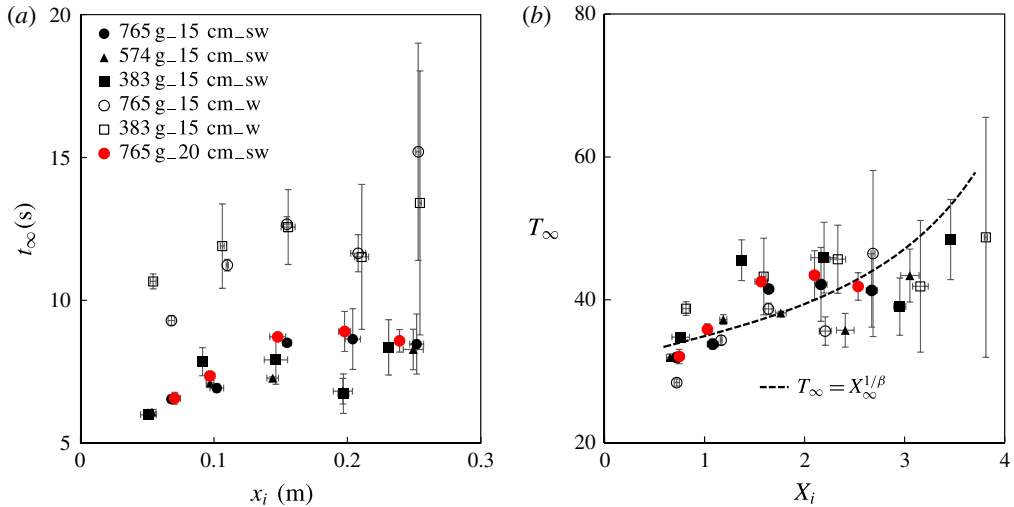 (a)
20
15
10
5
t∞ (s)
765 g_15 cm_sw
574 g_15 cm_sw
383 g_15 cm_sw
765 g_15 cm_w
383 g_15 cm_w
765 g_20 cm_sw
0 0.1 0.2 0.3
x_i (m)
(b)
80
60
40
20
T∞
T∞ = X∞^{1/β}
0 1 2 3 4
X_i